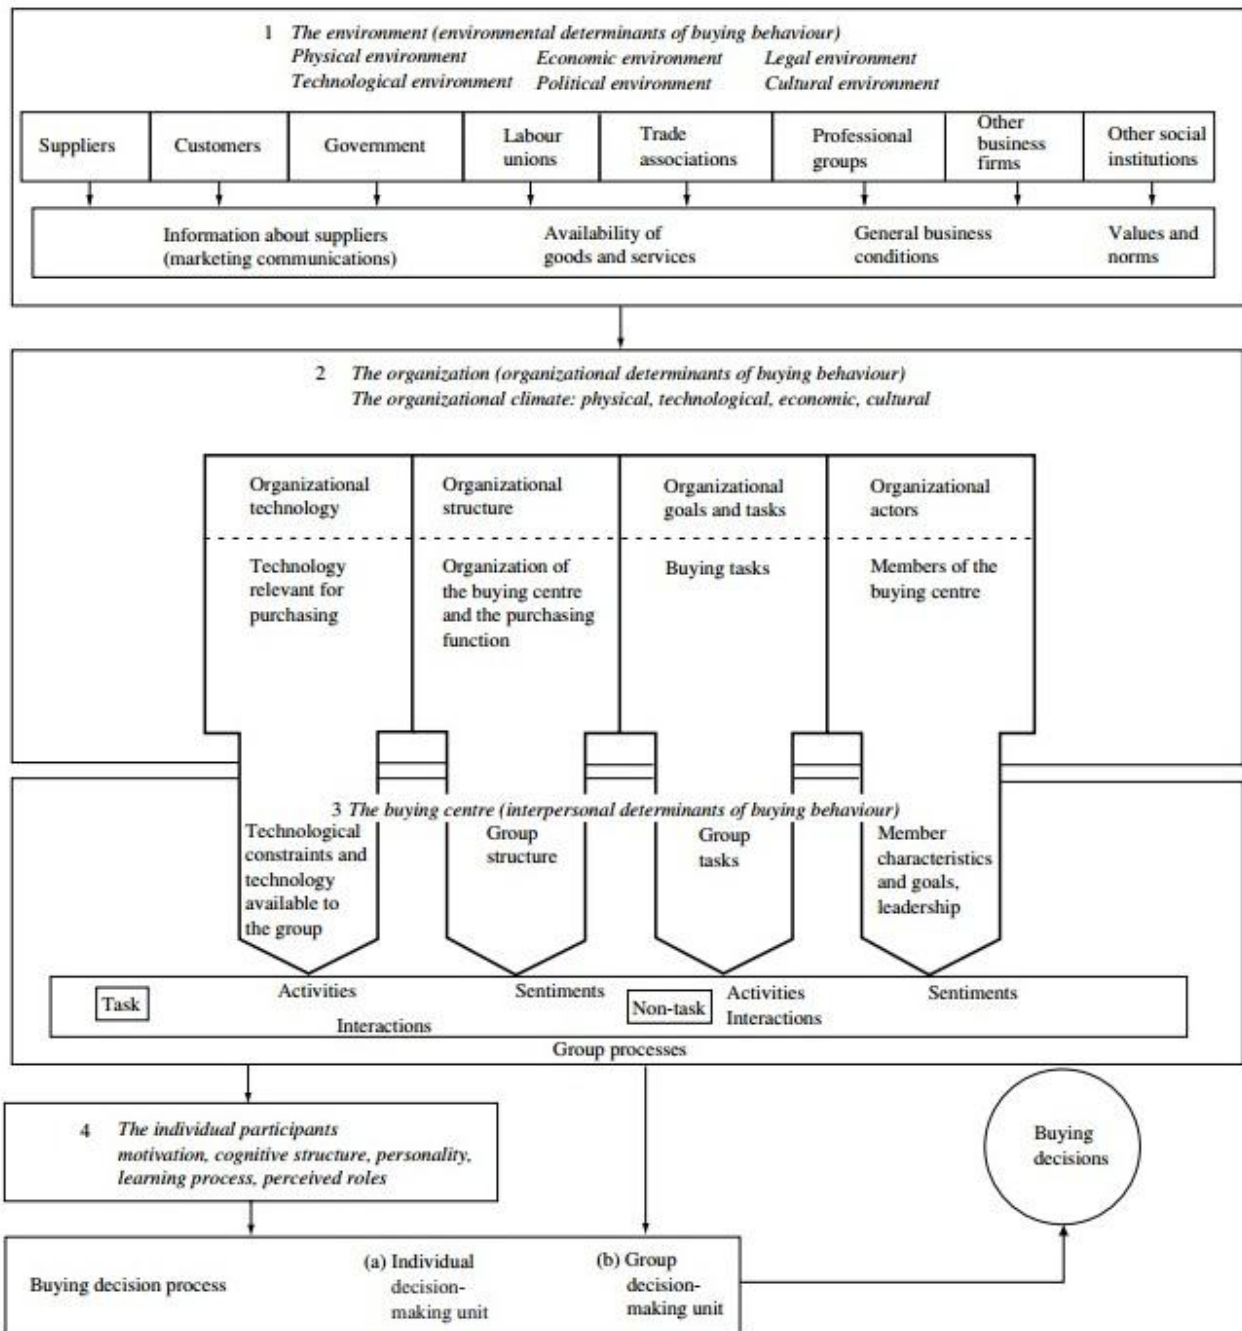 1 The environment (environmental determinants of buying behaviour)
Physical environment Economic environment Legal environment
Technological environment Political environment Cultural environment
Suppliers
Customers
Government
Labour
unions
Trade
associations
Professional
groups
Other
business
firms
Other social
institutions
Information about suppliers
(marketing communications)
Availability of
goods and services
General business
conditions
Values and
norms
2 The organization (organizational determinants of buying behaviour)
The organizational climate: physical, technological, economic, cultural
Organizational
technology
Organizational
structure
Organizational
goals and tasks
Organizational
actors
Technology
relevant for
purchasing
Organization of
the buying centre
and the purchasing
function
Buying tasks
Members of the
buying centre
3 The buying centre (interpersonal determinants of buying behaviour)
Technological
constraints and
technology
available to
the group
Group
structure
Group
tasks
Member
characteristics
and goals,
leadership
Task
Activities
Interactions
Sentiments
Non-task
Activities
Interactions
Sentiments
Group processes
4 The individual participants
motivation, cognitive structure, personality,
learning process, perceived roles
Buying
decisions
Buying decision process
(a) Individual
decision-
making unit
(b) Group
decision-
making unit